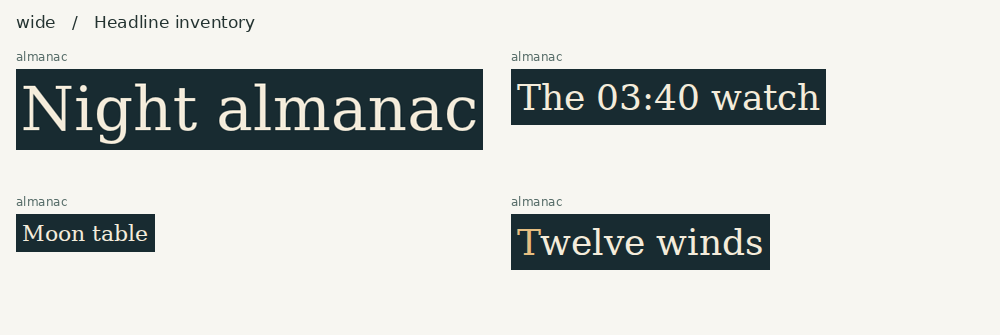 wide / Headline inventory
almanac
Night almanac
almanac
The 03:40 watch
almanac
Moon table
almanac
Twelve winds